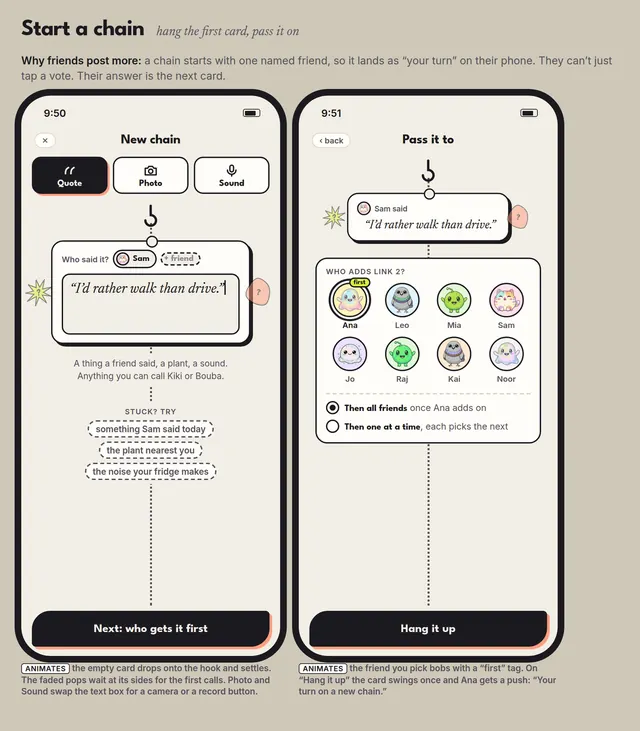 Start a chain hang the first card, pass it on
Why friends post more: a chain starts with one named friend, so it lands as “your turn” on their phone. They can’t just
tap a vote. Their answer is the next card.
9:50
× New chain
Quote Photo Sound
Who said it? Sam + friend
“I’d rather walk than drive.”
?
?
A thing a friend said, a plant, a sound.
Anything you can call Kiki or Bouba.
STUCK? TRY
something Sam said today
the plant nearest you
the noise your fridge makes
Next: who gets it first
ANIMATES the empty card drops onto the hook and settles.
The faded pops wait at its sides for the first calls. Photo and
Sound swap the text box for a camera or a record button.
9:51
‹ back Pass it to
Sam said
“I’d rather walk than drive.”
?
?
WHO ADDS LINK 2?
first
Ana Leo Mia Sam
Jo Raj Kai Noor
Then all friends once Ana adds on
Then one at a time, each picks the next
Hang it up
ANIMATES the friend you pick bobs with a “first” tag. On
“Hang it up” the card swings once and Ana gets a push: “Your
turn on a new chain.”